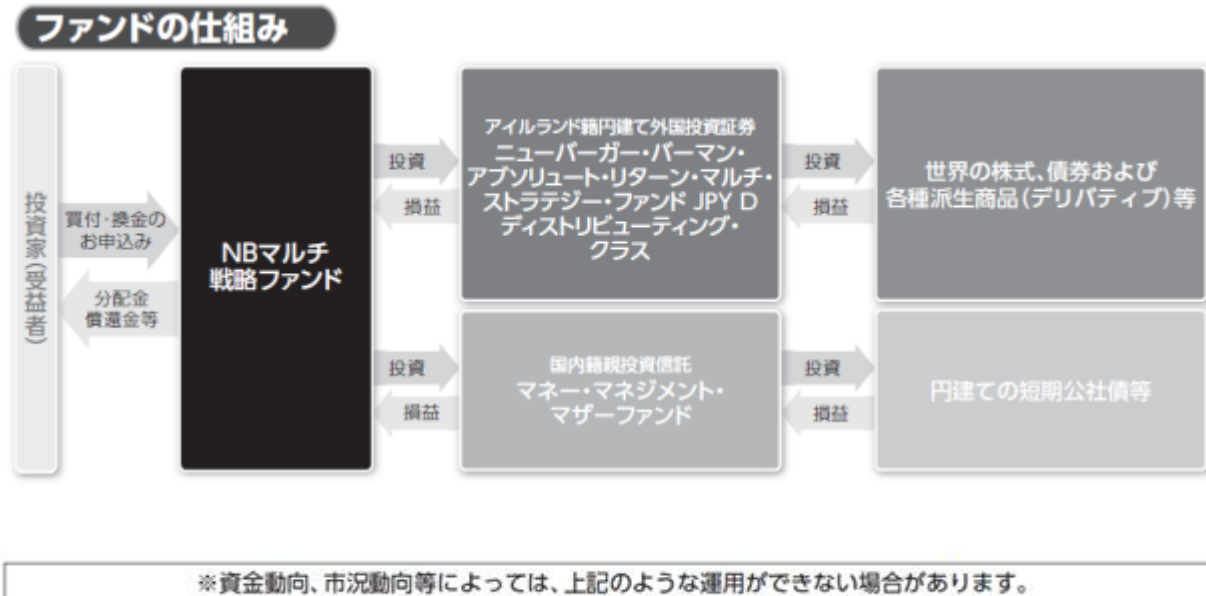 ファンドの仕組み
投資家(受益者)
買付・換金の
お申込み
分配金
償還金等
NBマルチ
戦略ファンド
投資
損益
アイルランド籍円建て外国投資証券
ニューバーガー・バーマン・
アブソリュート・リターン・マルチ・
ストラテジー・ファンド JPY D
ディストリビューティング・
クラス
投資
損益
世界の株式、債券および
各種派生商品(デリバティブ)等
投資
損益
国内籍親投資信託
マネー・マネジメント・
マザーファンド
投資
損益
円建ての短期公社債等
※資金動向、市況動向等によっては、上記のような運用ができない場合があります。